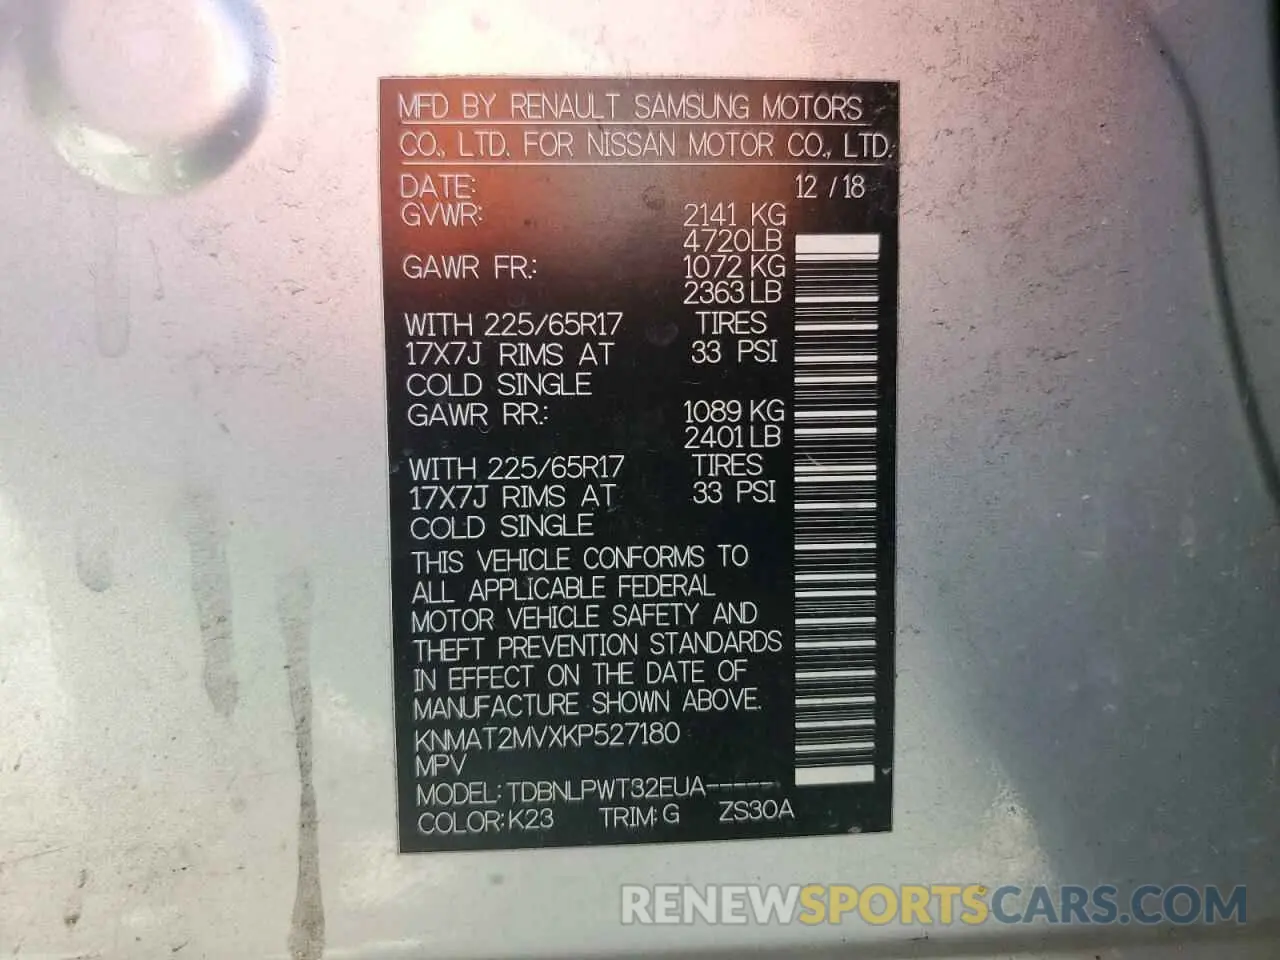 MFD BY RENAULT SAMSUNG MOTORS
CO., LTD. FOR NISSAN MOTOR CO., LTD.
DATE: 12 /18
GVWR: 2141 KG
4720LB
GAWR FR.: 1072 KG
2363 LB
WITH 225/65R17 TIRES
17X7J RIMS AT 33 PSI
COLD SINGLE
GAWR RR.: 1089 KG
2401 LB
WITH 225/65R17 TIRES
17X7J RIMS AT 33 PSI
COLD SINGLE
THIS VEHICLE CONFORMS TO
ALL APPLICABLE FEDERAL
MOTOR VEHICLE SAFETY AND
THEFT PREVENTION STANDARDS
IN EFFECT ON THE DATE OF
MANUFACTURE SHOWN ABOVE.
KNMAT2MVXKP527180
MPV
MODEL: TDBNLPWT32EUA-----
COLOR: K23 TRIM: G ZS30A
RENEWSPORTSCARS.COM